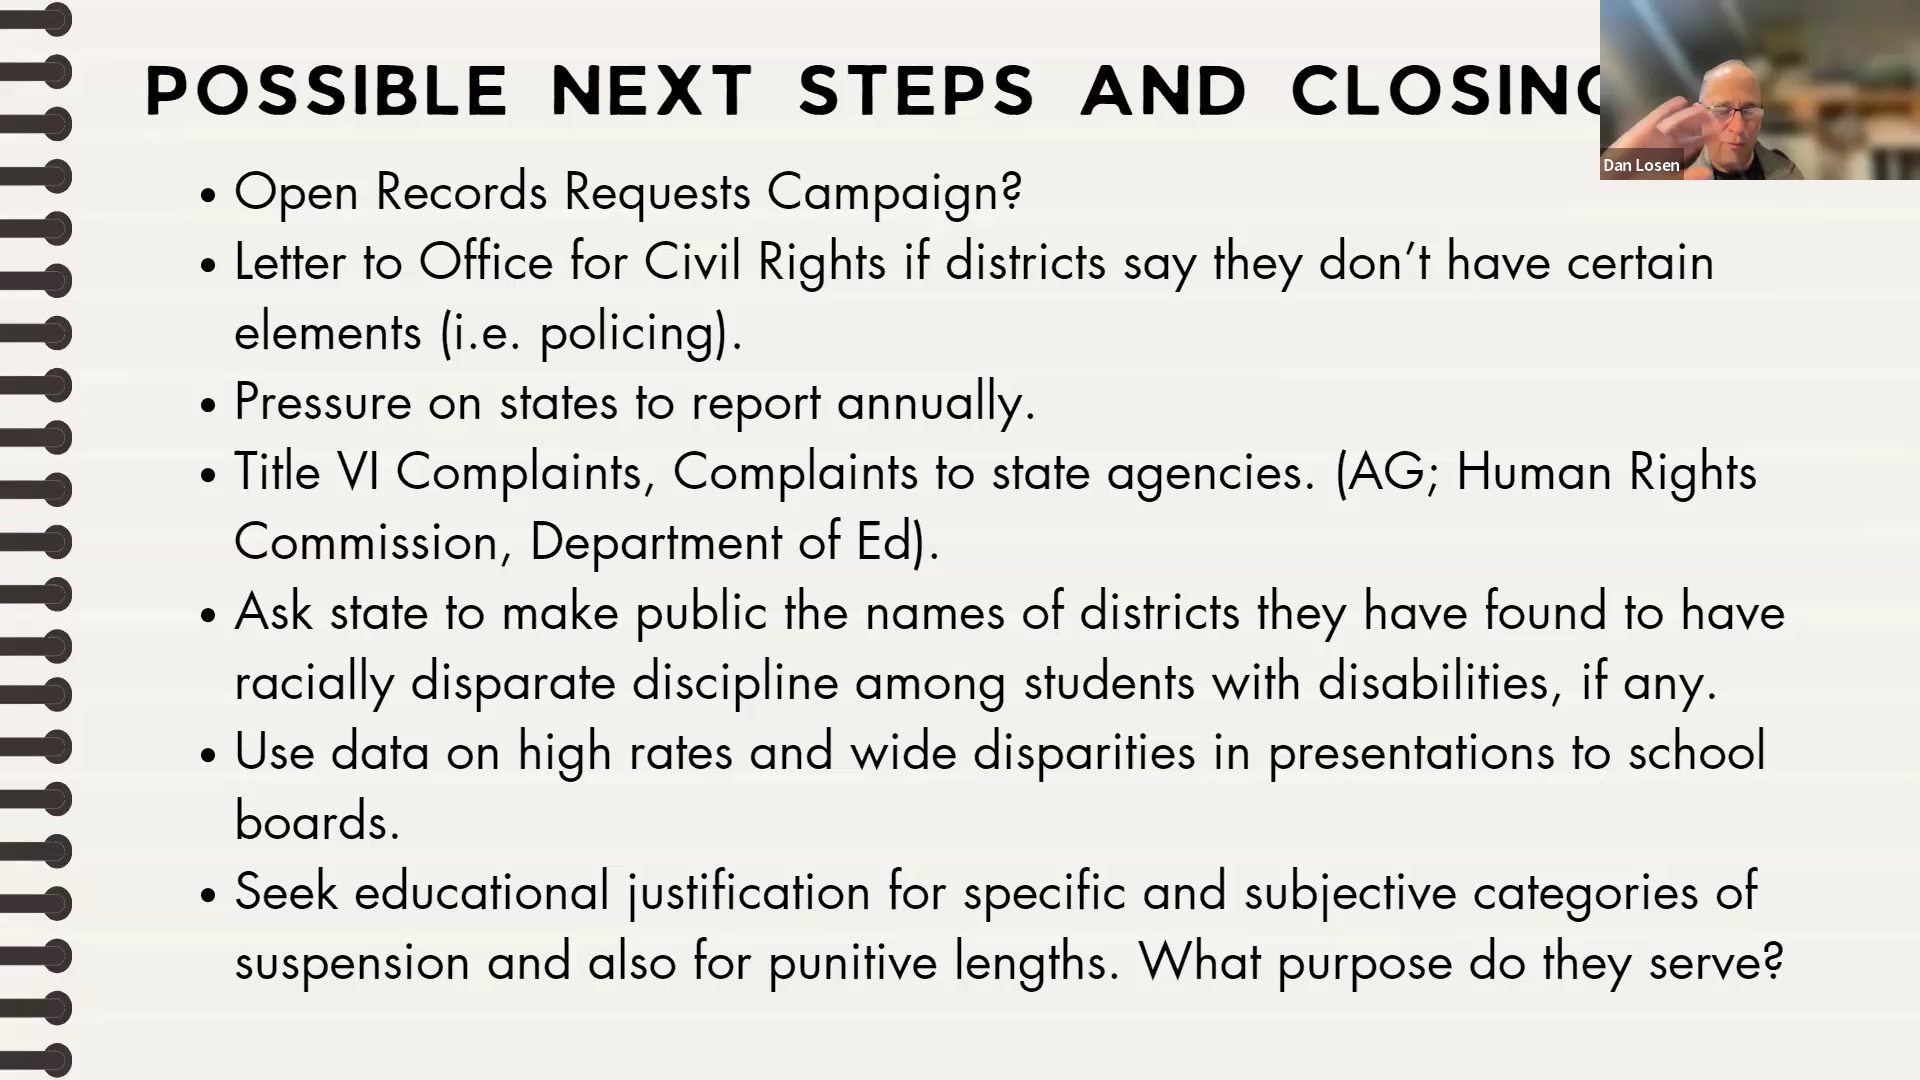 POSSIBLE NEXT STEPS AND CLOSING
Dan Losen
• Open Records Requests Campaign?
• Letter to Office for Civil Rights if districts say they don’t have certain
elements (i.e. policing).
• Pressure on states to report annually.
• Title VI Complaints, Complaints to state agencies. (AG; Human Rights
Commission, Department of Ed).
• Ask state to make public the names of districts they have found to have
racially disparate discipline among students with disabilities, if any.
• Use data on high rates and wide disparities in presentations to school
boards.
• Seek educational justification for specific and subjective categories of
suspension and also for punitive lengths. What purpose do they serve?